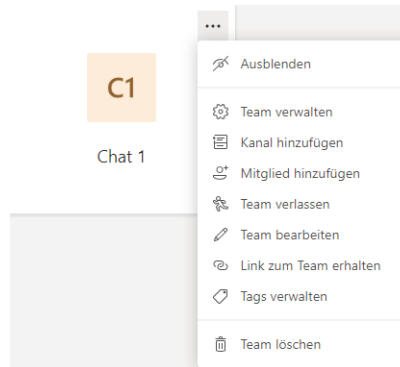 ...
Ausblenden
C1
Chat 1
Team verwalten
Kanal hinzufügen
Mitglied hinzufügen
Team verlassen
Team bearbeiten
Link zum Team erhalten
Tags verwalten
Team löschen